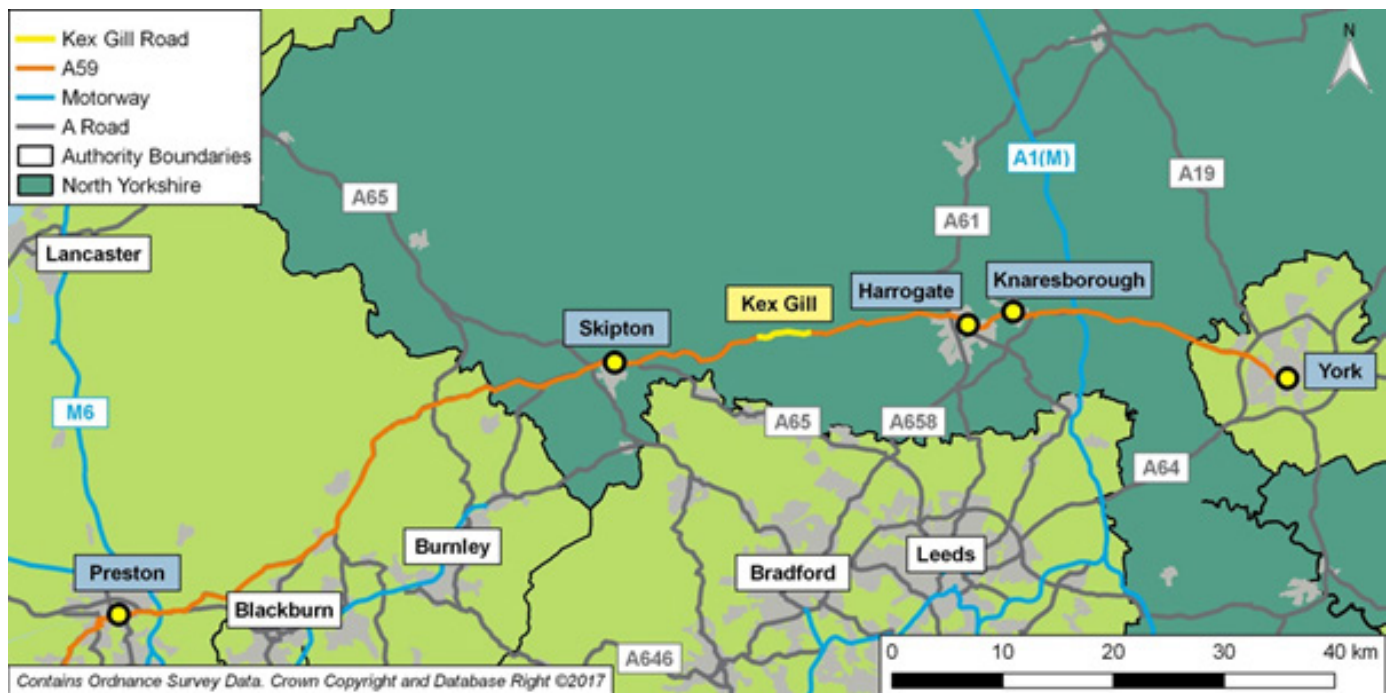 Kex Gill Road
A59
Motorway
A Road
Authority Boundaries
North Yorkshire
N
A1(M)
A19
A65
A61
Lancaster
Knaresborough
Harrogate
Kex Gill
Skipton
York
M6
A65
A658
A64
Burnley
Leeds
Preston
Bradford
Blackburn
A646
0 10 20 30 40 km
Contains Ordnance Survey Data. Crown Copyright and Database Right ©2017